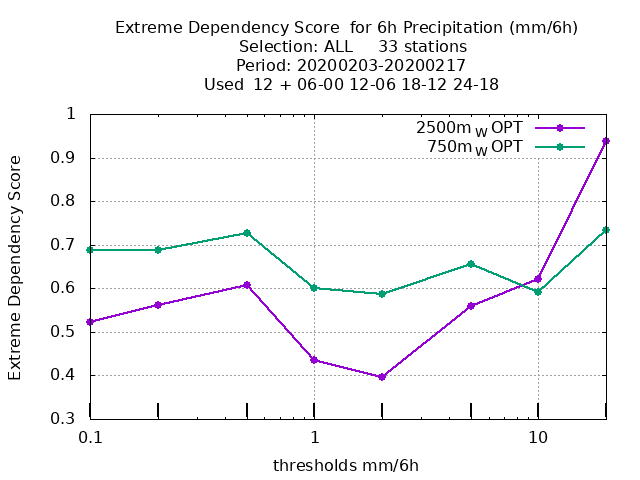 Extreme Dependency Score  for 6h Precipitation (mm/6h)
Selection: ALL     33 stations
Period: 20200203-20200217
Used  12 + 06-00 12-06 18-12 24-18
2500m_W OPT
750m_W OPT
Extreme Dependency Score
1
0.9
0.8
0.7
0.6
0.5
0.4
0.3
0.1 1 10
thresholds mm/6h